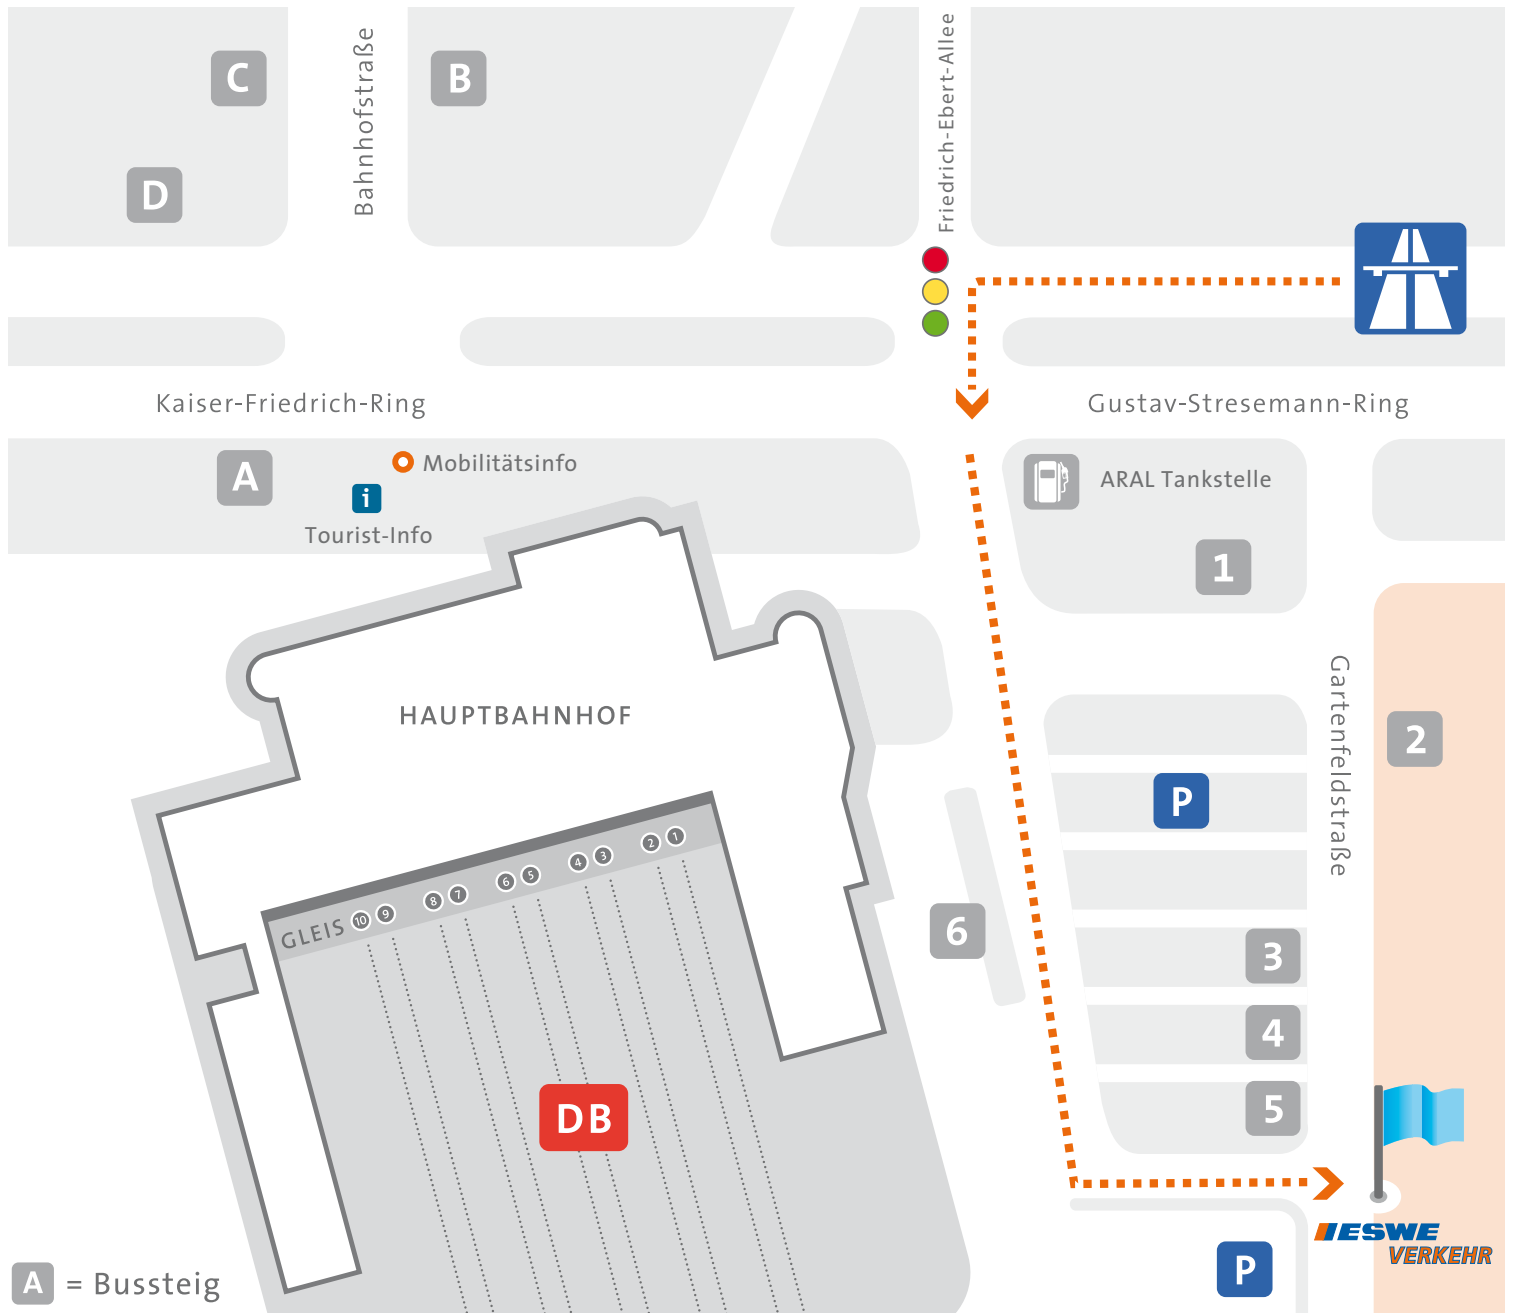 C
Bahnhofstraße
B
Friedrich-Ebert-Allee
D
Kaiser-Friedrich-Ring
Gustav-Stresemann-Ring
A
Mobilitätsinfo
i
Tourist-Info
ARAL Tankstelle
1
Gartenfeldstraße
HAUPTBAHNHOF
2
P
GLEIS 10 9 8 7 6 5 4 3 2 1
6
3
4
5
DB
ESWE
VERKEHR
P
A = Bussteig